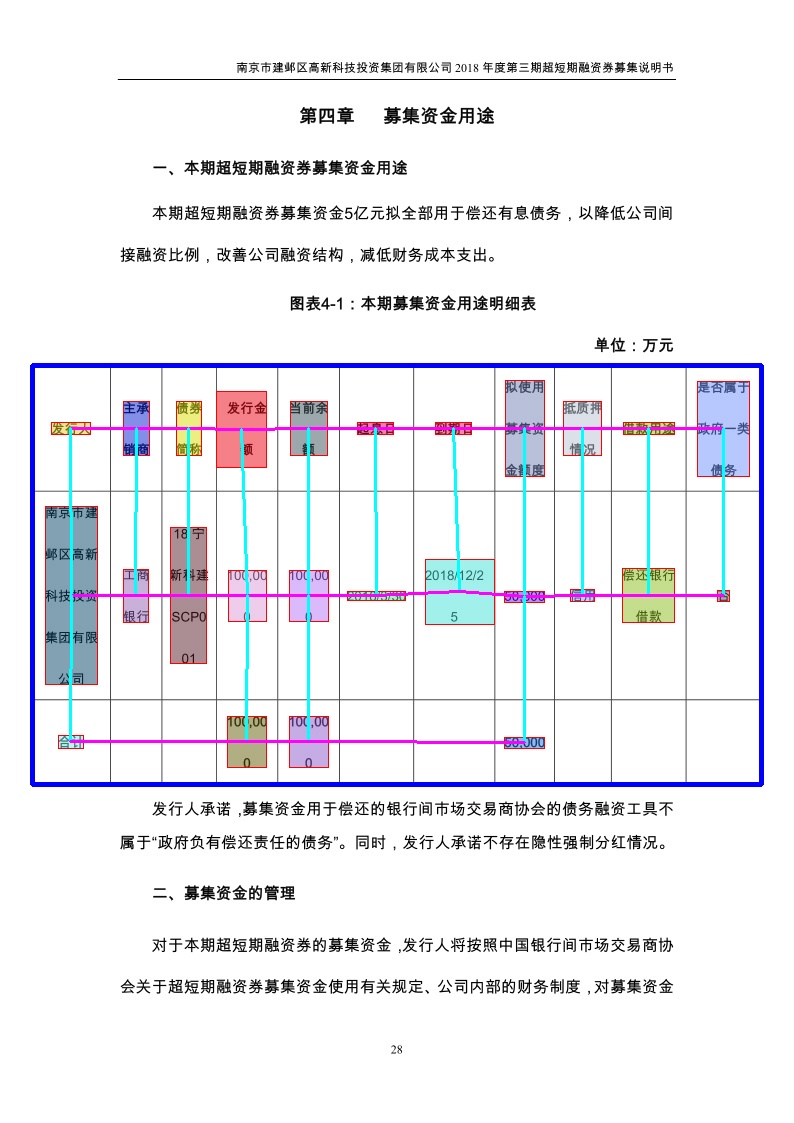 南京市建邺区高新科技投资集团有限公司 2018 年度第三期超短期融资券募集说明书
第四章 募集资金用途
一、本期超短期融资券募集资金用途
本期超短期融资券募集资金5亿元拟全部用于偿还有息债务，以降低公司间
接融资比例，改善公司融资结构，减低财务成本支出。
图表4-1：本期募集资金用途明细表
单位：万元
发行人
主承
销商
债券
简称
发行金
额
当前余
额
起息日
到期日
拟使用
募集资
金额度
抵质押
情况
借款用途
是否属于
政府一类
债务
南京市建
邺区高新
科技投资
集团有限
公司
工商
银行
18 宁
新科建
SCP0
01
100,00
0
100,00
0
2018/12/2
5
50,000
信用
偿还银行
借款
否
合计
100,00
0
100,00
0
50,000
发行人承诺，募集资金用于偿还的银行间市场交易商协会的债务融资工具不
属于“政府负有偿还责任的债务”。同时，发行人承诺不存在隐性强制分红情况。
二、募集资金的管理
对于本期超短期融资券的募集资金，发行人将按照中国银行间市场交易商协
会关于超短期融资券募集资金使用有关规定、公司内部的财务制度，对募集资金
28